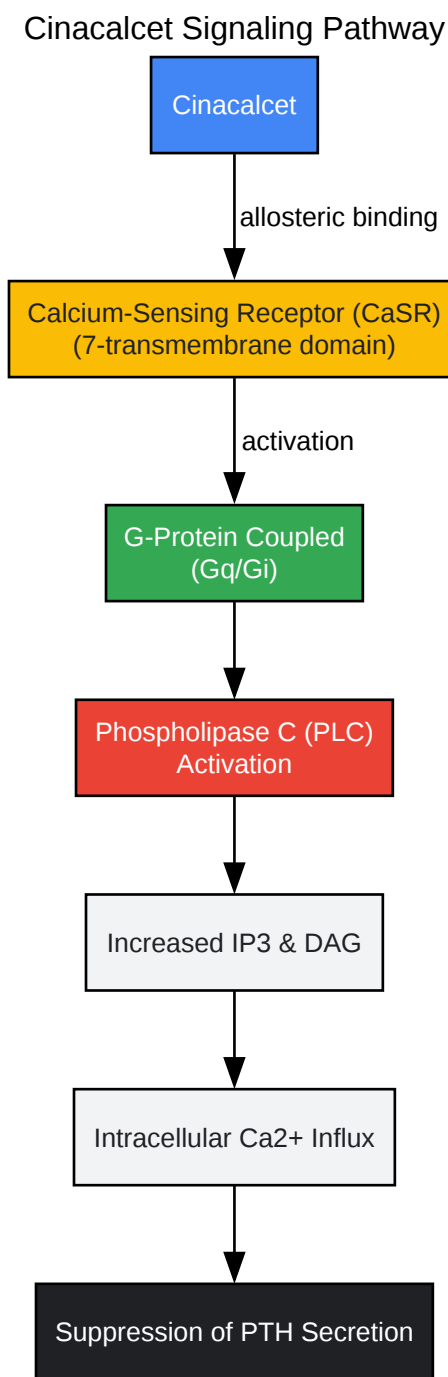 Cinacalcet Signaling Pathway
Cinacalcet
allosteric binding
Calcium-Sensing Receptor (CaSR)
(7-transmembrane domain)
activation
G-Protein Coupled
(Gq/Gi)
Phospholipase C (PLC)
Activation
Increased IP3 & DAG
Intracellular Ca2+ Influx
Suppression of PTH Secretion